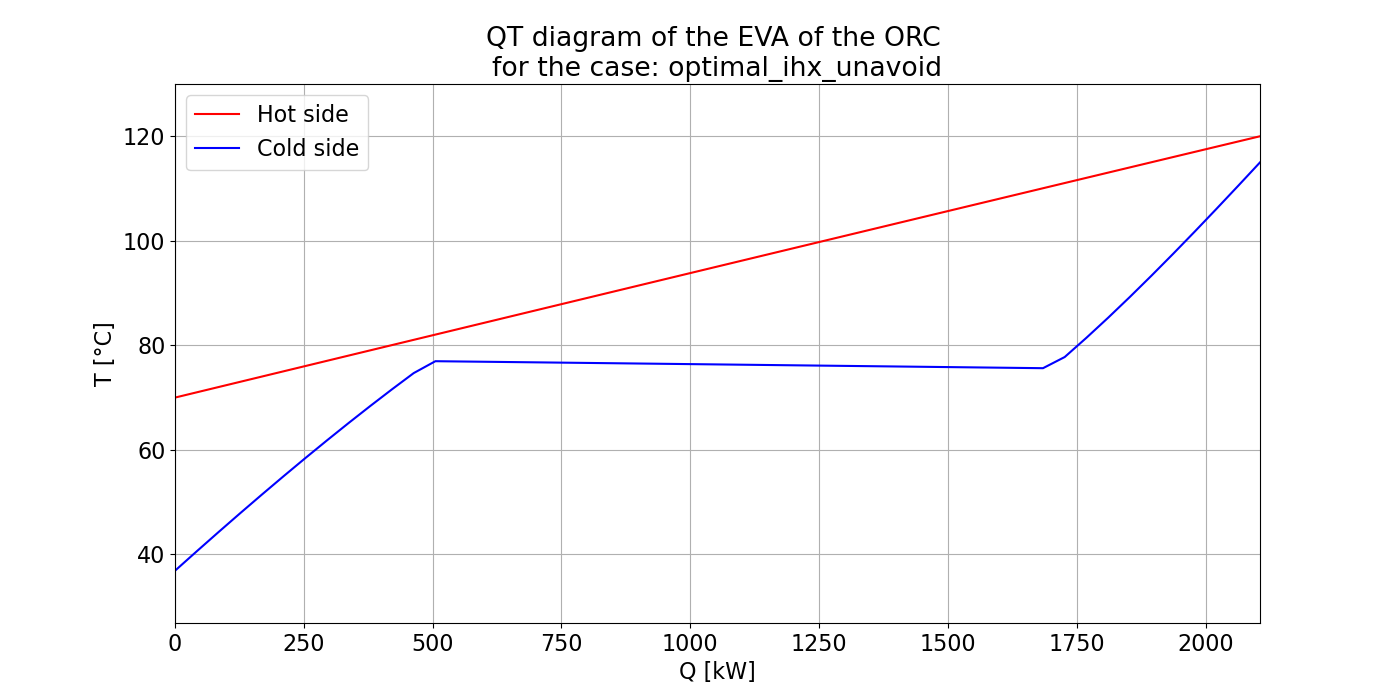 QT diagram of the EVA of the ORC
for the case: optimal_ihx_unavoid
Hot side
Cold side
T [°C]
120
100
80
60
40
0 250 500 750 1000 1250 1500 1750 2000
Q [kW]